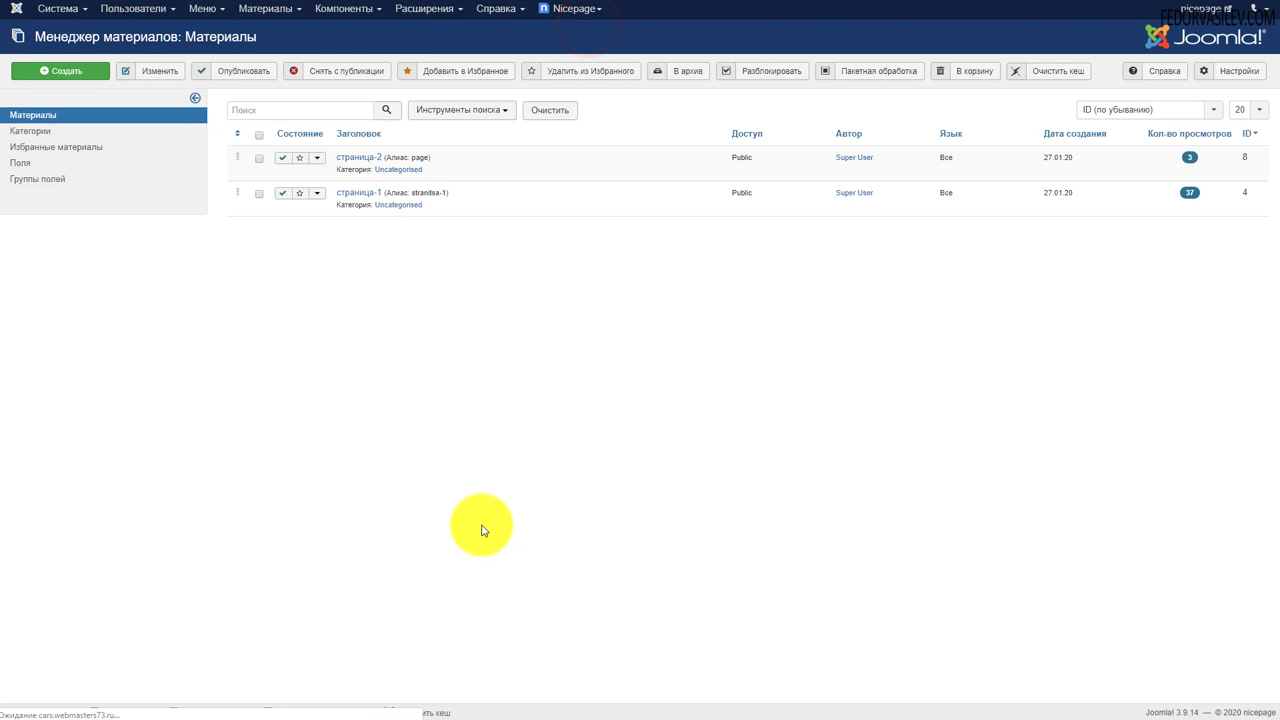 Система Пользователи Меню Материалы Компоненты Расширения Справка Nicepage nicepage
FEDORVASILEV.COM
Менеджер материалов: Материалы
Joomla!
Создать Изменить Опубликовать Снять с публикации Добавить в Избранное Удалить из Избранного В архив Разблокировать Пакетная обработка В корзину Очистить кеш Справка Настройки
Материалы
Категории
Избранные материалы
Поля
Группы полей
Поиск Инструменты поиска Очистить ID (по убыванию) 20
Состояние Заголовок Доступ Автор Язык Дата создания Кол-во просмотров ID
страница-2 (Алиас: page) Public Super User Все 27.01.20 3 8
Категория: Uncategorised
страница-1 (Алиас: stranitsa-1) Public Super User Все 27.01.20 37 4
Категория: Uncategorised
Ожидание cars.webmasters73.ru... ить кеш Joomla! 3.9.14 — © 2020 nicepage